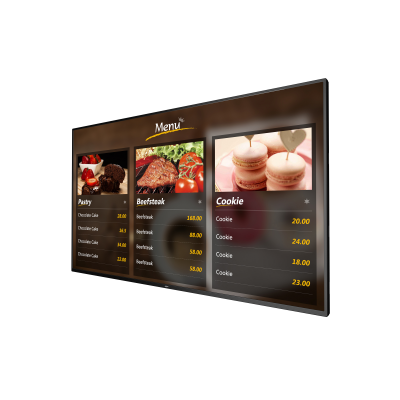 Menu
Pastry
Chocolate Cake 28.00
Chocolate Cake 34.5
Chocolate Cake 34.00
Chocolate Cake 22.00
Beefsteak
Beefsteak 168.00
Beefsteak 88.00
Beefsteak 58.00
Beefsteak 58.00
Cookie
Cookie 20.00
Cookie 24.00
Cookie 18.00
Cookie 23.00